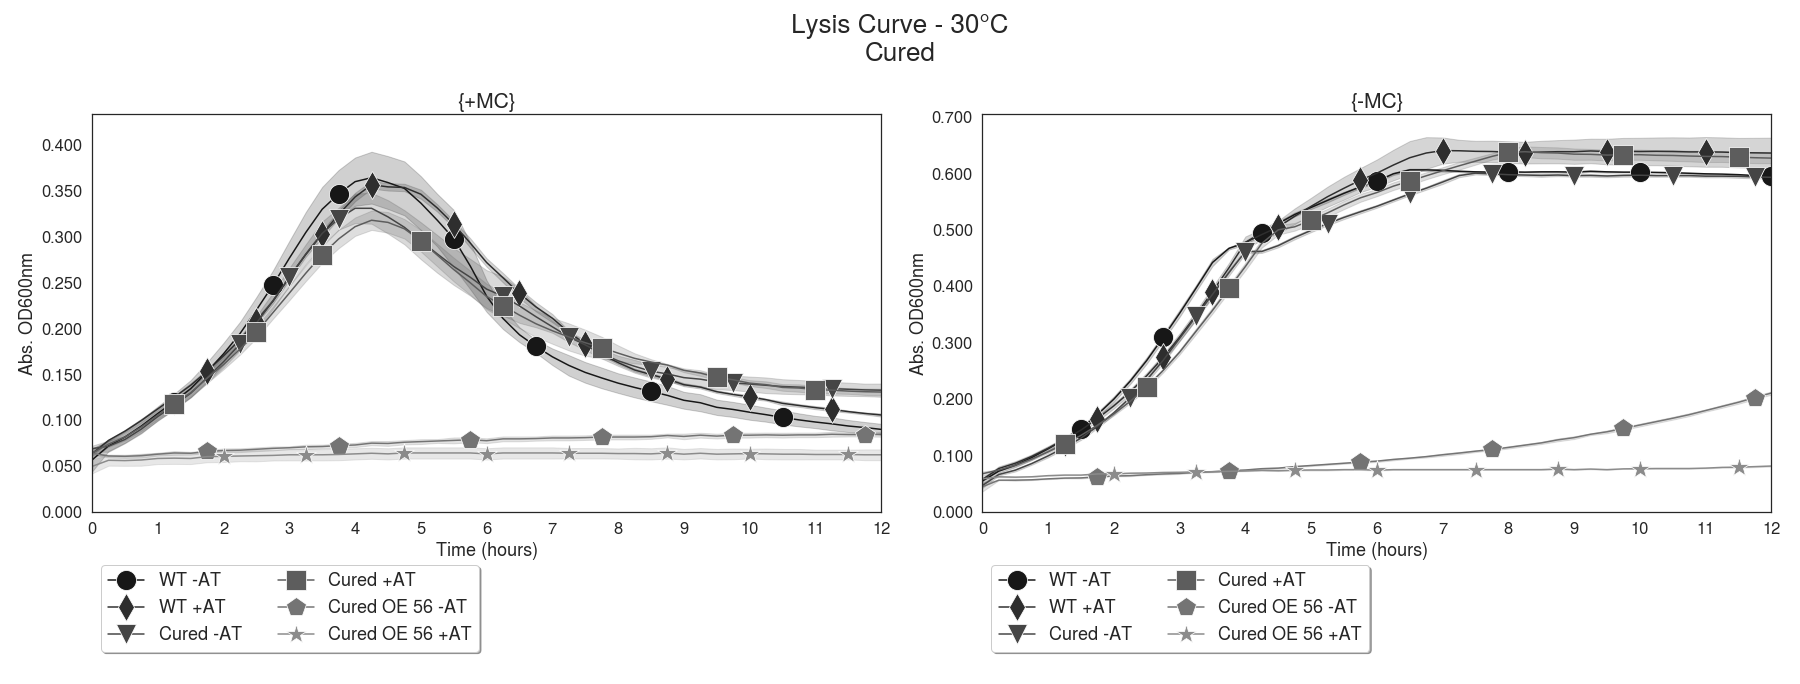 Lysis Curve - 30°C
Cured
{+MC}
Abs. OD600nm
0.400
0.350
0.300
0.250
0.200
0.150
0.100
0.050
0.000
0 1 2 3 4 5 6 7 8 9 10 11 12
Time (hours)
WT -AT
WT +AT
Cured -AT
Cured +AT
Cured OE 56 -AT
Cured OE 56 +AT
{-MC}
Abs. OD600nm
0.700
0.600
0.500
0.400
0.300
0.200
0.100
0.000
0 1 2 3 4 5 6 7 8 9 10 11 12
Time (hours)
WT -AT
WT +AT
Cured -AT
Cured +AT
Cured OE 56 -AT
Cured OE 56 +AT